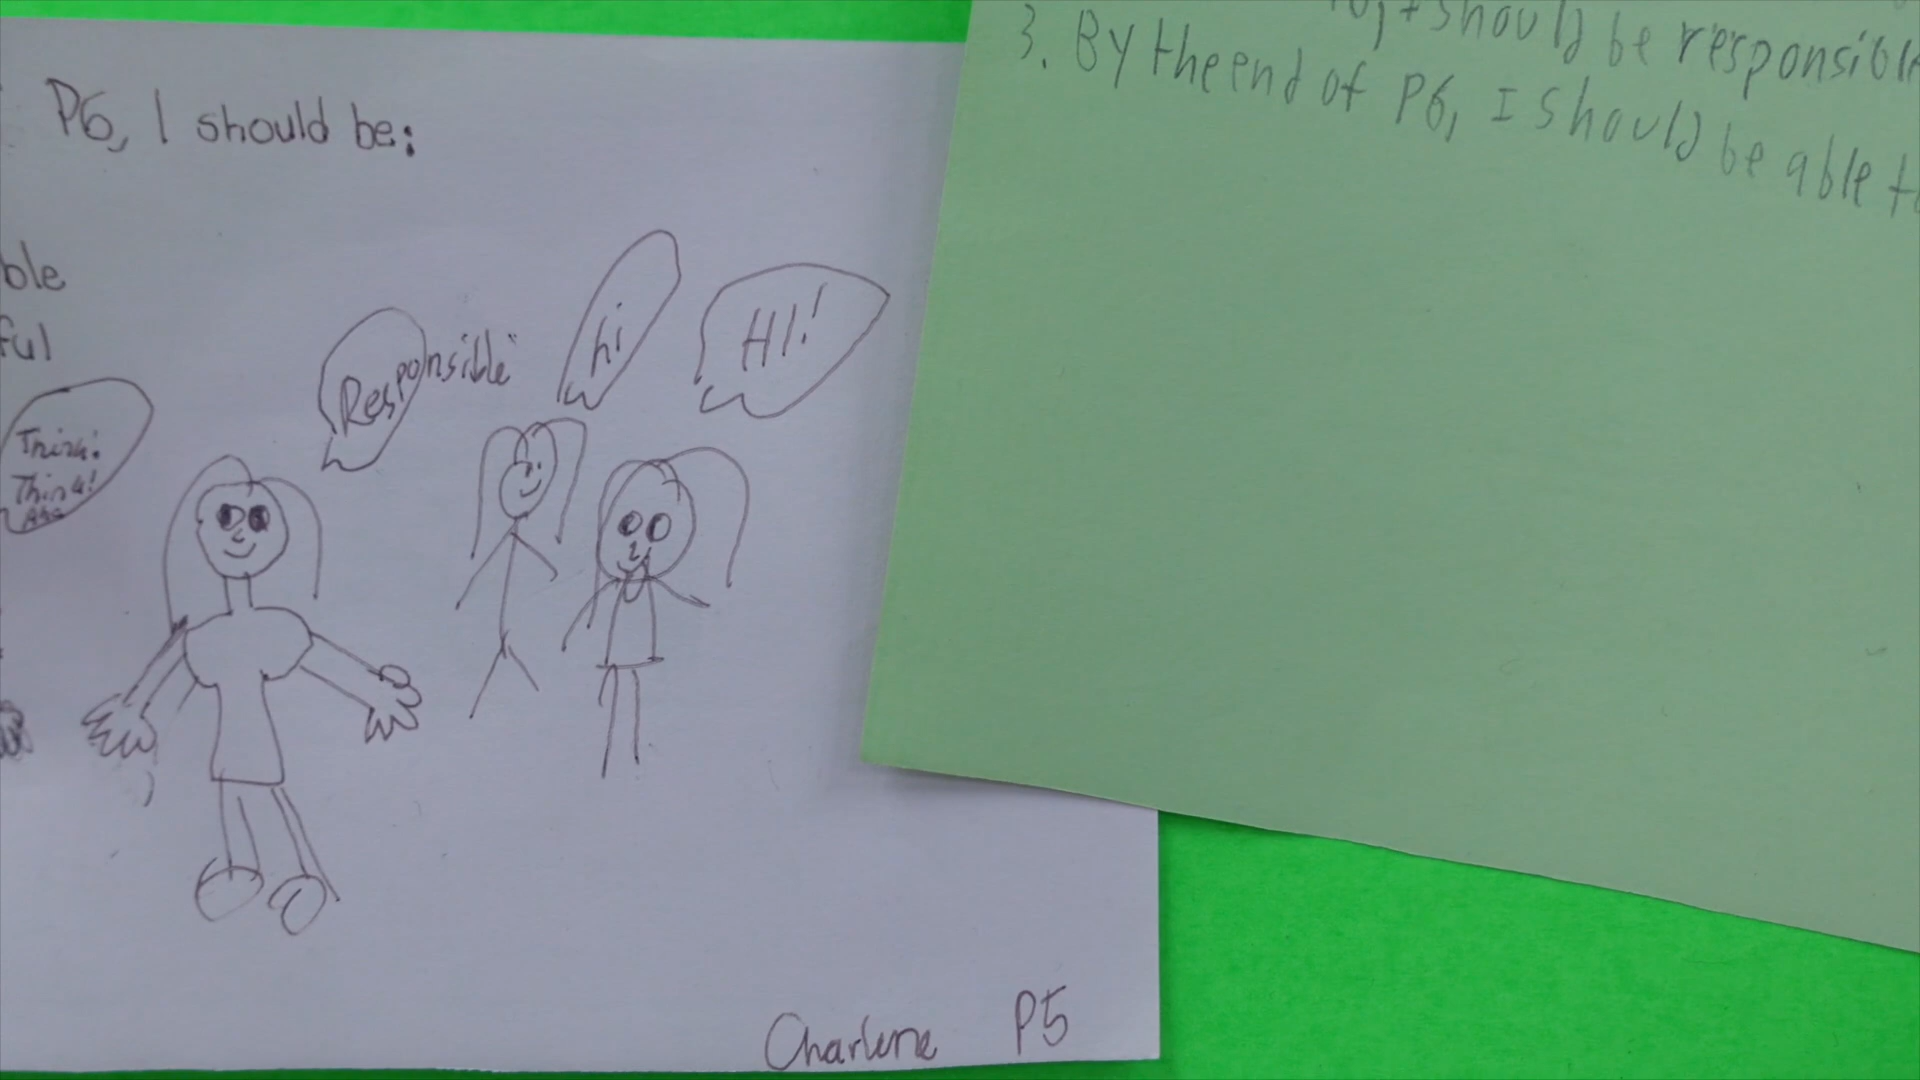 P6, I should be:
ble
ful
Think!
Think!
Aha
Responsible
hi
HI!
Charlene P5
I should be responsible
3. By the end of P6, I should be able to